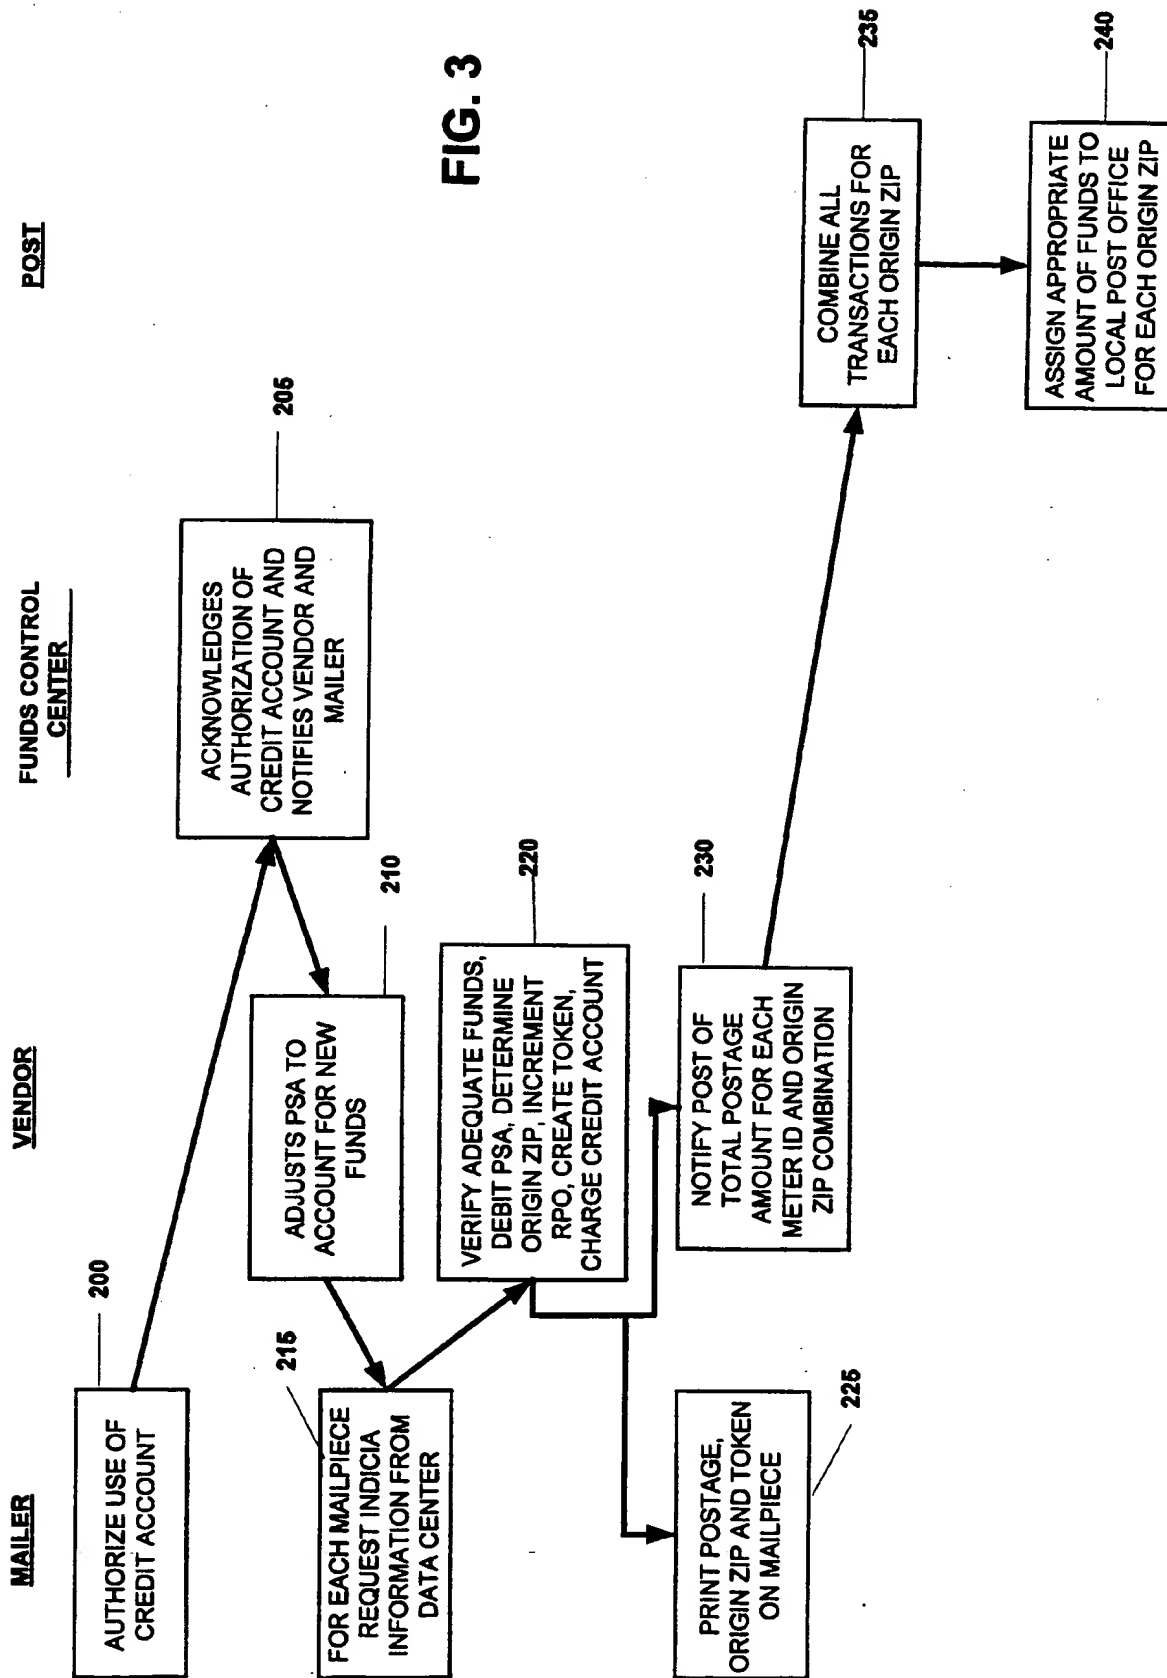 MAILER
VENDOR
FUNDS CONTROL
CENTER
POST
200
AUTHORIZE USE OF
CREDIT ACCOUNT
205
ACKNOWLEDGES
AUTHORIZATION OF
CREDIT ACCOUNT AND
NOTIFIES VENDOR AND
MAILER
210
ADJUSTS PSA TO
ACCOUNT FOR NEW
FUNDS
215
FOR EACH MAILPIECE
REQUEST INDICIA
INFORMATION FROM
DATA CENTER
220
VERIFY ADEQUATE FUNDS,
DEBIT PSA, DETERMINE
ORIGIN ZIP, INCREMENT
RPO, CREATE TOKEN,
CHARGE CREDIT ACCOUNT
FIG. 3
PRINT POSTAGE,
ORIGIN ZIP AND TOKEN
ON MAILPIECE
225
230
NOTIFY POST OF
TOTAL POSTAGE
AMOUNT FOR EACH
METER ID AND ORIGIN
ZIP COMBINATION
235
COMBINE ALL
TRANSACTIONS FOR
EACH ORIGIN ZIP
240
ASSIGN APPROPRIATE
AMOUNT OF FUNDS TO
LOCAL POST OFFICE
FOR EACH ORIGIN ZIP